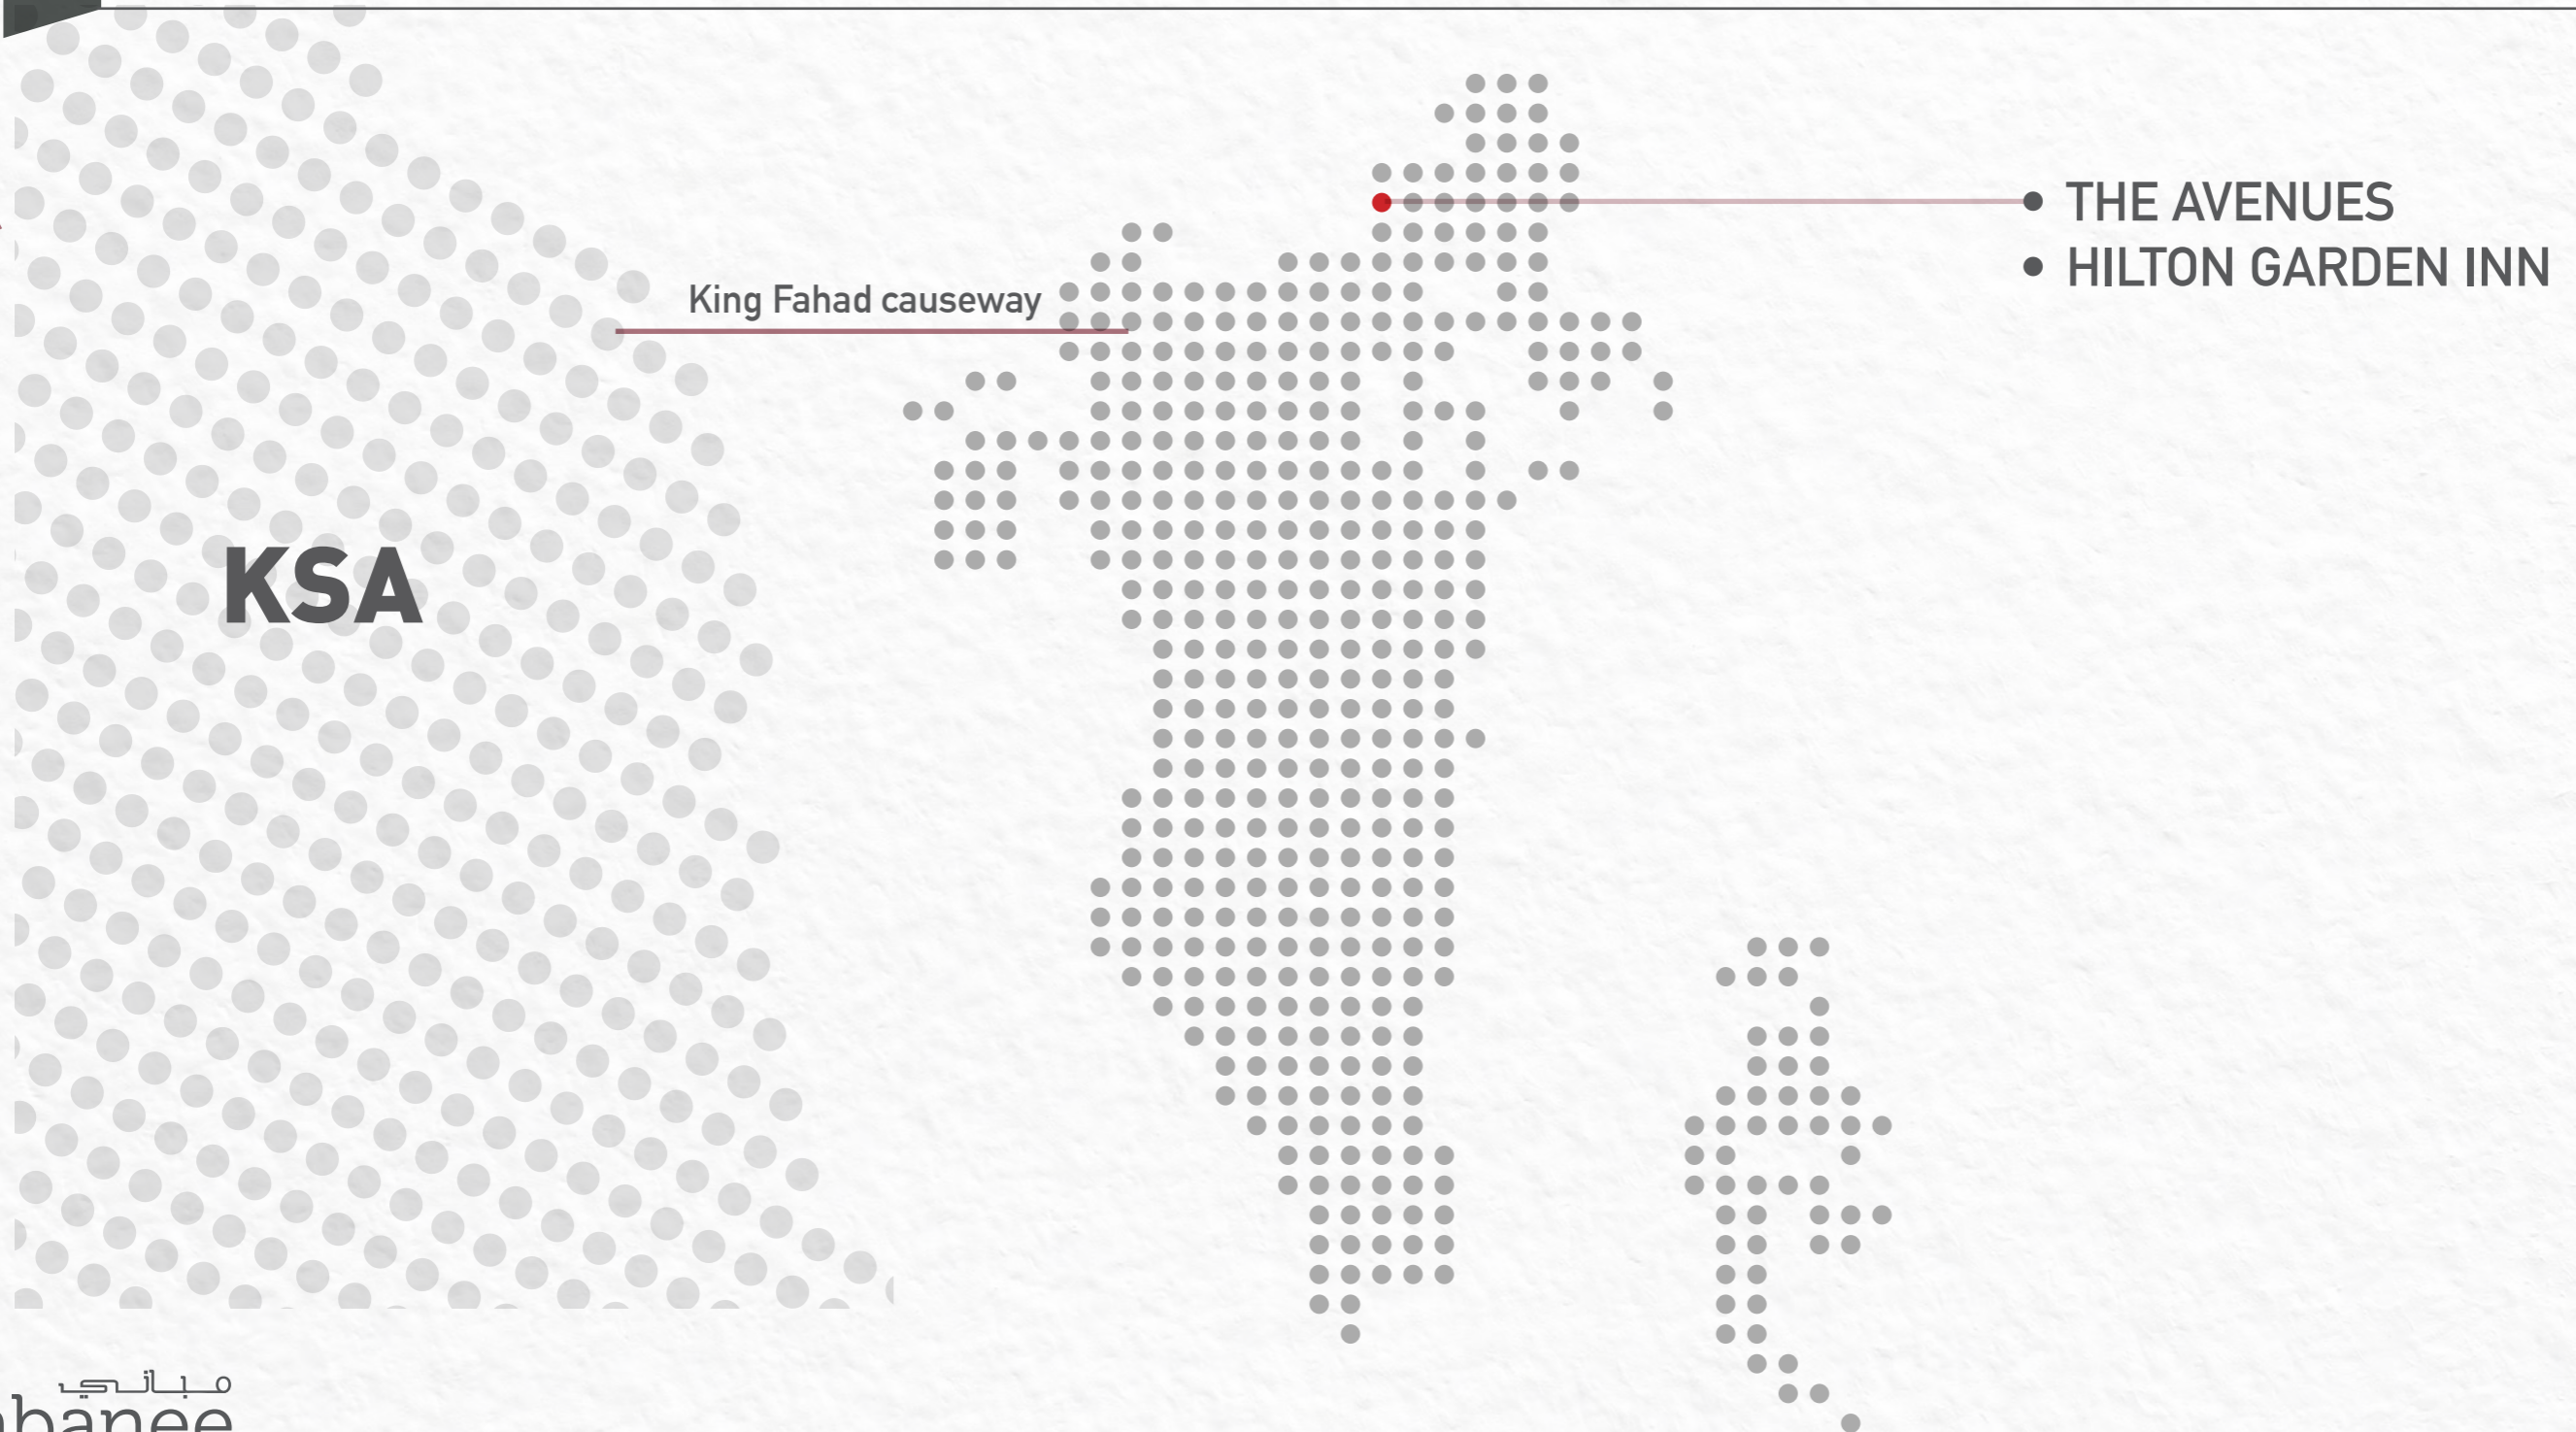 THE AVENUES
HILTON GARDEN INN
King Fahad causeway
KSA
مباني